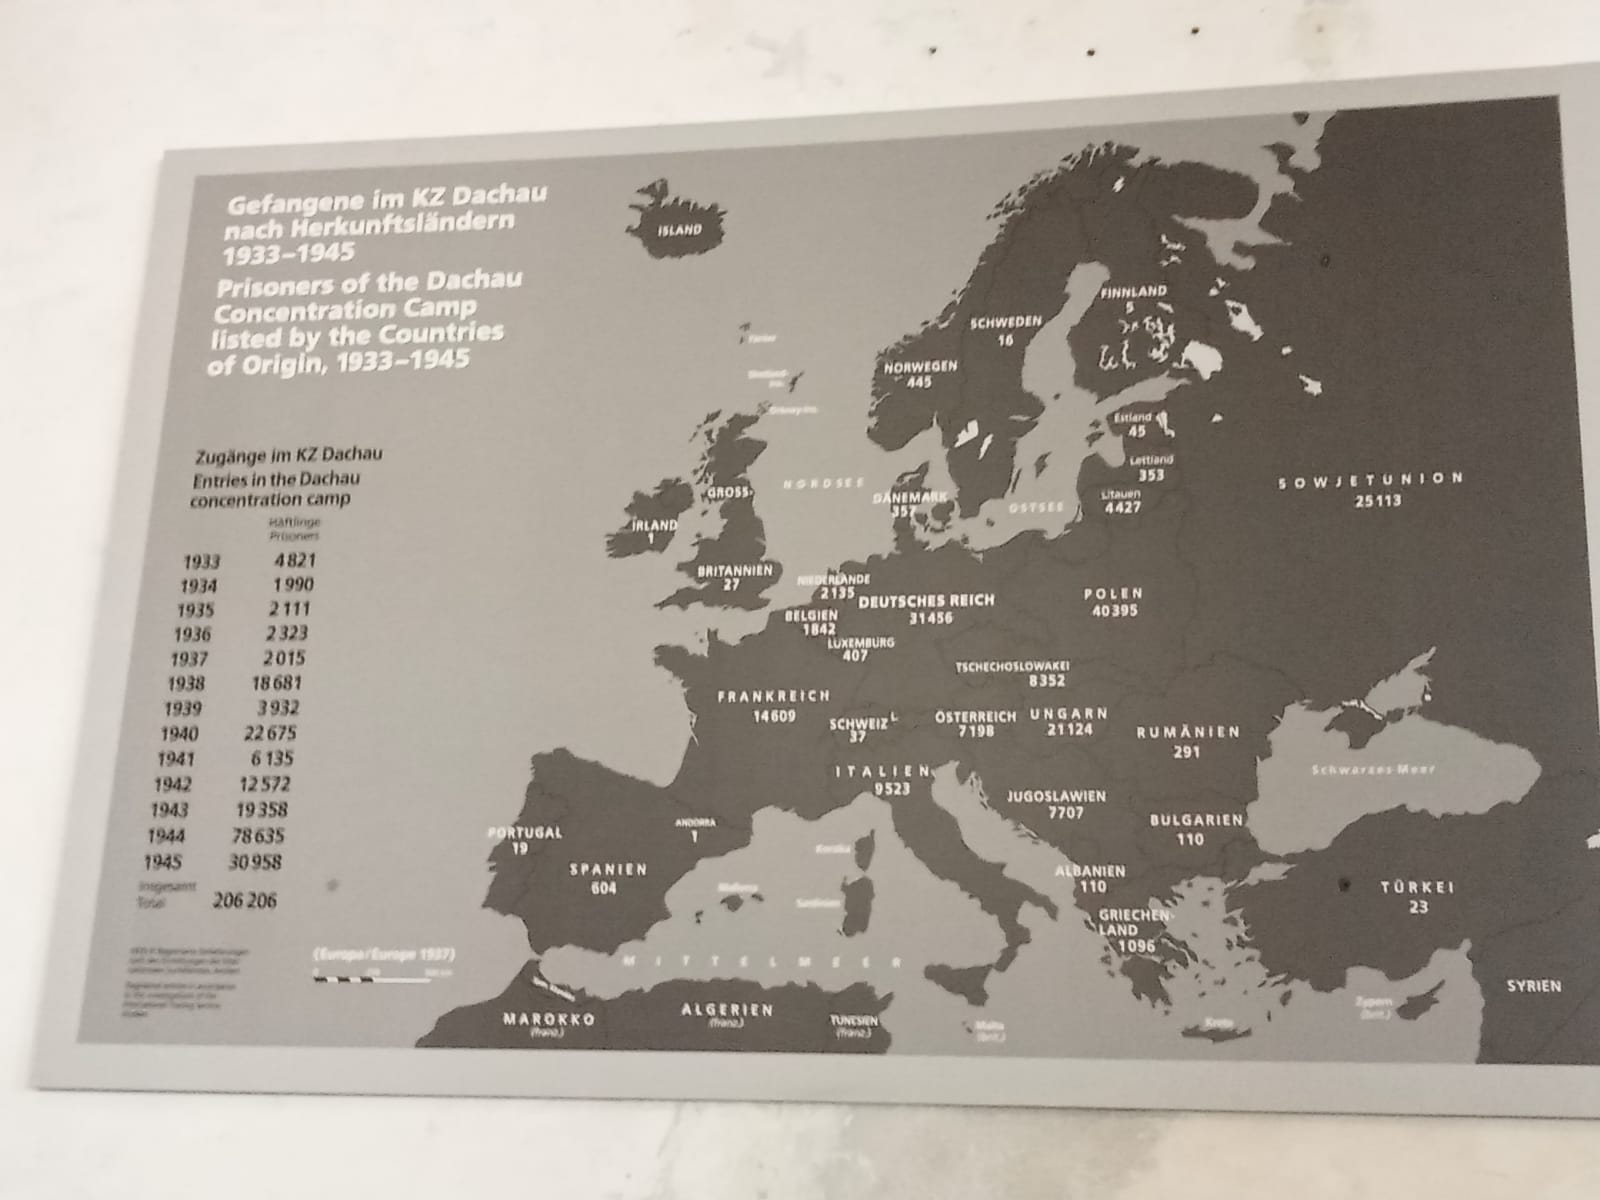 Gefangene im KZ Dachau
nach Herkunftsländern
1933–1945
Prisoners of the Dachau
Concentration Camp
listed by the Countries
of Origin, 1933–1945
Zugänge im KZ Dachau
Entries in the Dachau
concentration camp
Häftlinge
Prisoners
1933 4821
1934 1990
1935 2111
1936 2323
1937 2015
1938 18681
1939 3932
1940 22675
1941 6135
1942 12572
1943 19358
1944 78635
1945 30958
Insgesamt
Total 206 206
(Europa/Europe 1937)
ISLAND
FINNLAND
5
SCHWEDEN
16
NORWEGEN
445
Estland
45
Lettland
353
Litauen
4427
SOWJETUNION
25113
NORDSEE
DÄNEMARK
357
OSTSEE
GROSS-
BRITANNIEN
27
IRLAND
1
NIEDERLANDE
2135
BELGIEN
1842
LUXEMBURG
407
DEUTSCHES REICH
31456
POLEN
40395
TSCHECHOSLOWAKEI
8352
FRANKREICH
14609
SCHWEIZ L
37
ÖSTERREICH
7198
UNGARN
21124
RUMÄNIEN
291
Schwarzes Meer
ITALIEN
9523
JUGOSLAWIEN
7707
BULGARIEN
110
PORTUGAL
19
SPANIEN
604
ANDORRA
1
Korsika
Sardinien
ALBANIEN
110
GRIECHEN-
LAND
1096
TÜRKEI
23
MITTELMEER
MAROKKO
(franz.)
ALGERIEN
(franz.)
TUNESIEN
(franz.)
Malta
(brit.)
Kreta
Zypern
(brit.)
SYRIEN